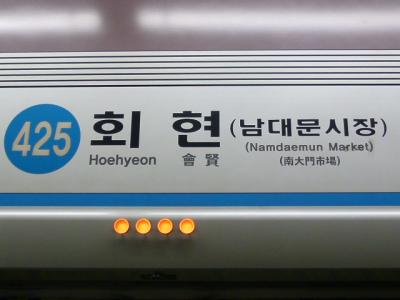 425 회 현 (남대문시장)
Hoehyeon 會賢 (Namdaemun Market)
(南大門市場)